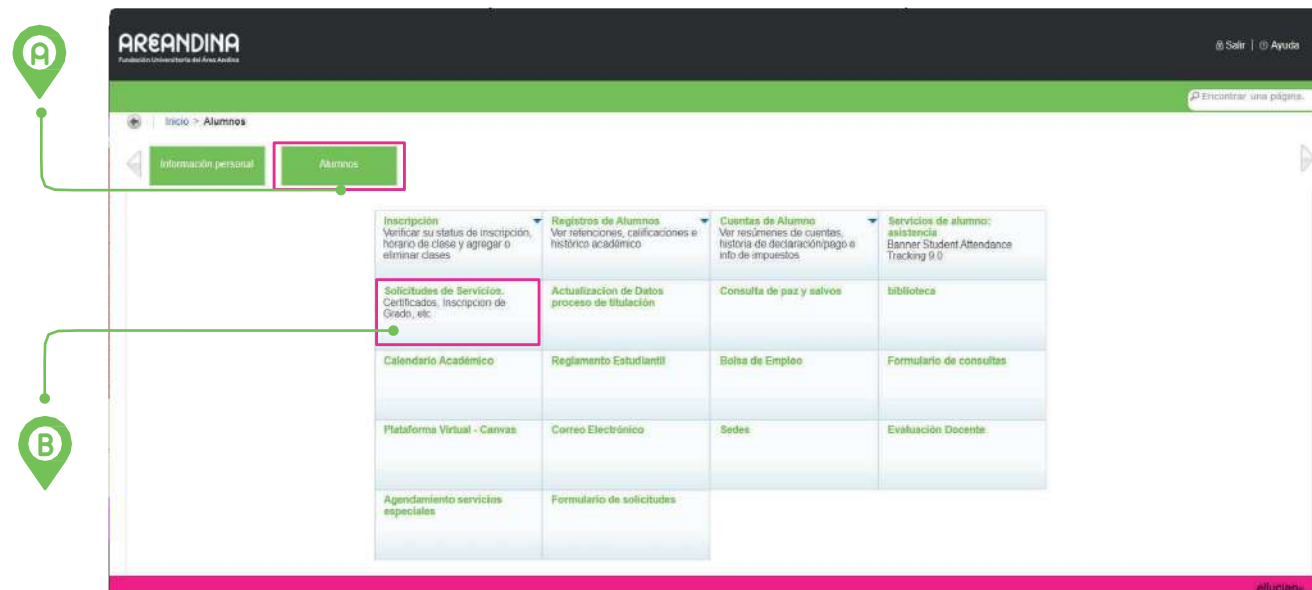 A
AREANDINA
Fundación Universitaria del Área Andina
Salir | Ayuda
Encontrar una página.
Inicio > Alumnos
Información personal
Alumnos
Inscripción
Verificar su status de inscripción,
horario de clase y agregar o
eliminar clases
Registros de Alumnos
Ver retenciones, calificaciones e
histórico académico
Cuentas de Alumno
Ver resúmenes de cuentas,
historia de declaración/pago e
info de impuestos
Servicios de alumno:
asistencia
Banner Student Attendance
Tracking 9.0
Solicitudes de Servicios.
Certificados, Inscripcion de
Grado, etc
Actualizacion de Datos
proceso de titulación
Consulta de paz y salvos
biblioteca
Calendario Académico
Reglamento Estudiantil
Bolsa de Empleo
Formulario de consultas
B
Plataforma Virtual - Canvas
Correo Electrónico
Sedes
Evaluación Docente
Agendamiento servicios
especiales
Formulario de solicitudes
ellucian